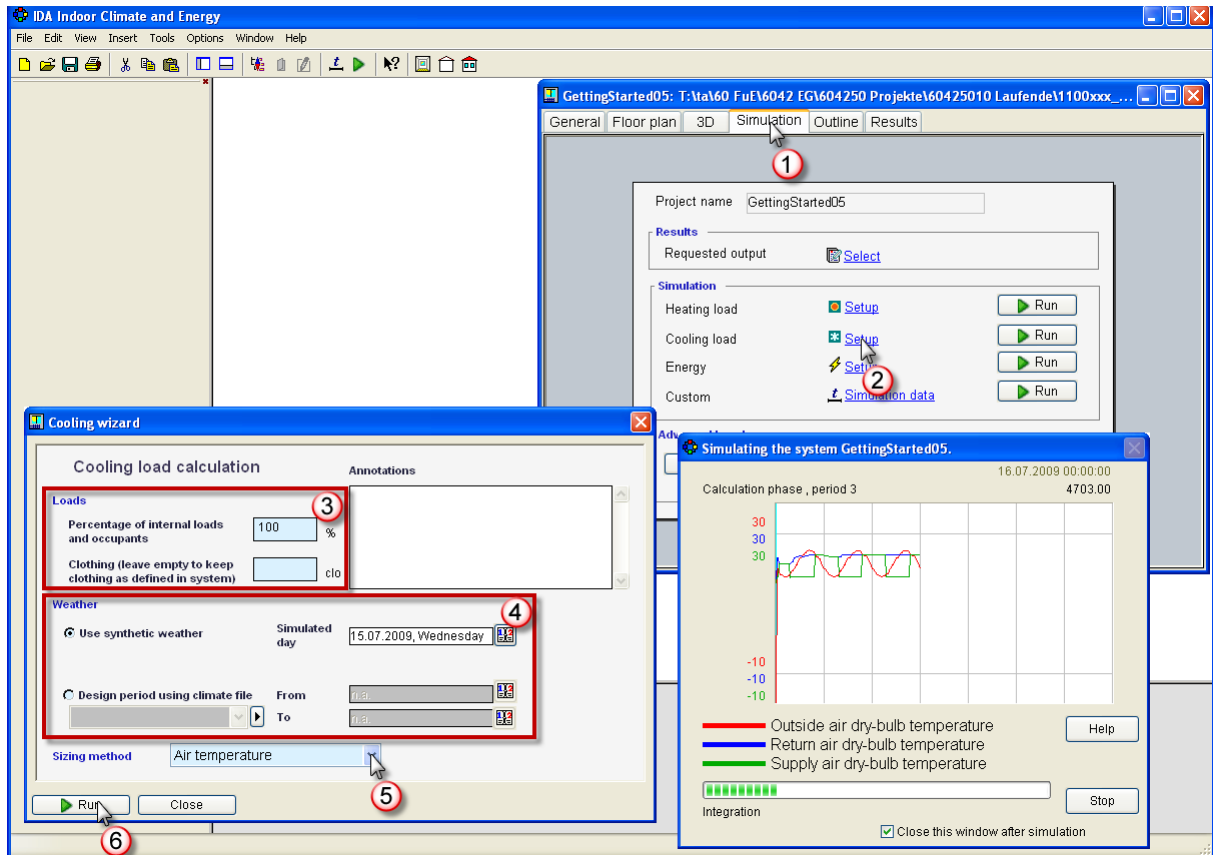 IDA Indoor Climate and Energy
File Edit View Insert Tools Options Window Help
GettingStarted05: T:\ta\60 FuE\6042 EG\604250 Projekte\60425010 Laufende\1100xxx_...
General Floor plan 3D Simulation Outline Results
1
Project name GettingStarted05
Results
Requested output Select
Simulation
Heating load Setup Run
Cooling load Setup Run
2
Energy Run
Custom Simulation data Run
Cooling wizard
Cooling load calculation
Annotations
Loads
3
Percentage of internal loads
and occupants
100 %
Clothing (leave empty to keep
clothing as defined in system)
clo
Weather
4
Use synthetic weather
Simulated
day
15.07.2009, Wednesday
Design period using climate file
From n.a.
To n.a.
Sizing method Air temperature
5
Run Close
6
Simulating the system GettingStarted05.
16.07.2009 00:00:00
Calculation phase , period 3 4703.00
30
30
30
-10
-10
-10
Outside air dry-bulb temperature
Return air dry-bulb temperature
Supply air dry-bulb temperature
Help
Integration
Stop
Close this window after simulation